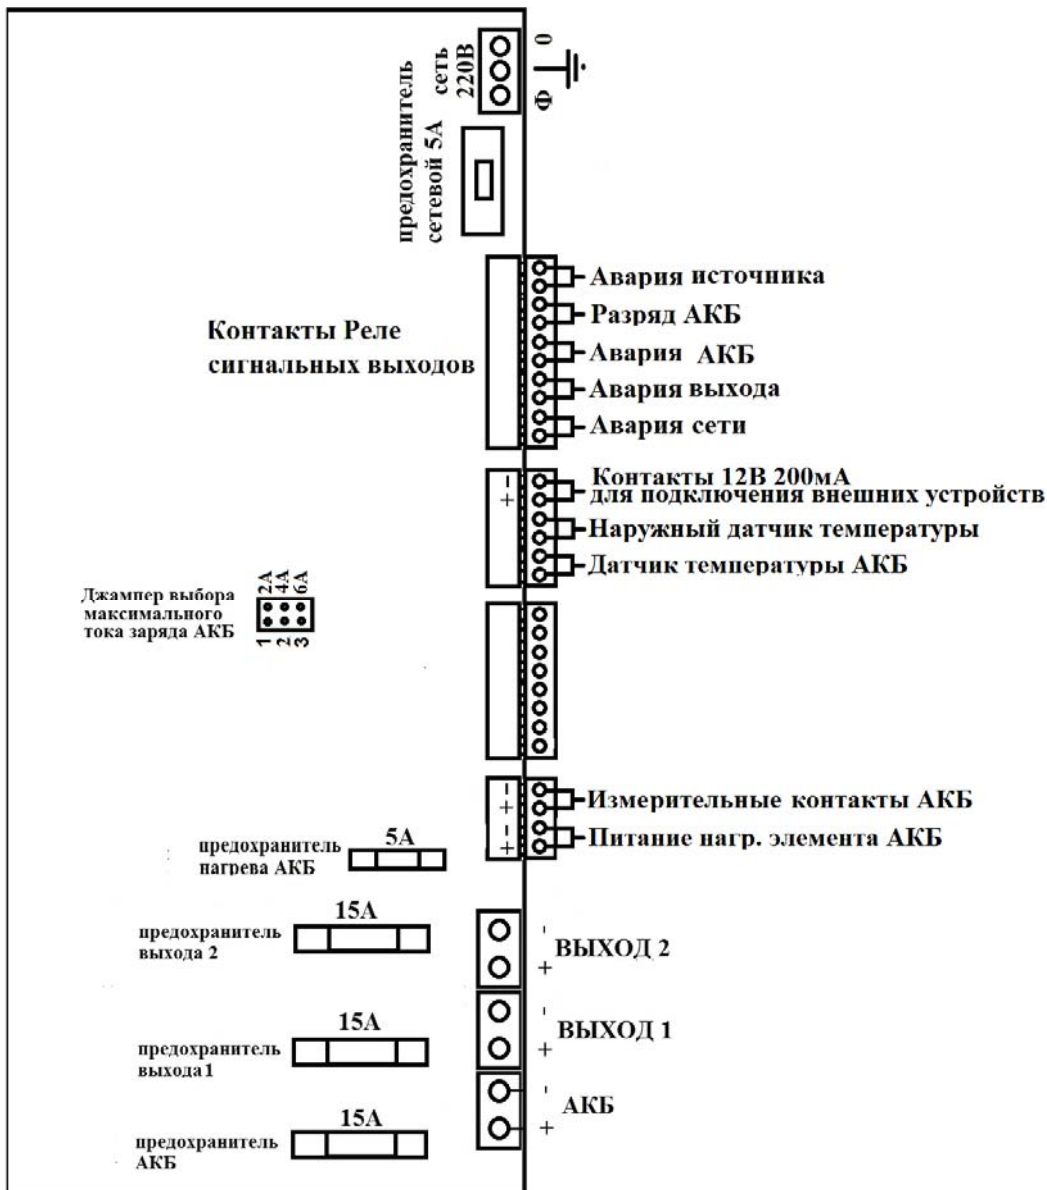 сеть
220В
0
Ф
предохранитель
сетевой 5А
Авария источника
Разряд АКБ
Контакты Реле
сигнальных выходов
Авария АКБ
Авария выхода
Авария сети
-
+
Контакты 12В 200мА
для подключения внешних устройств
Наружный датчик температуры
Датчик температуры АКБ
Джампер выбора
максимального
тока заряда АКБ
2А
4А
6А
1
2
3
-
+
-
+
Измерительные контакты АКБ
Питание нагр. элемента АКБ
предохранитель
нагрева АКБ
5А
15А
предохранитель
выхода 2
-
ВЫХОД 2
+
15А
предохранитель
выхода1
-
ВЫХОД 1
+
15А
предохранитель
АКБ
-
АКБ
+